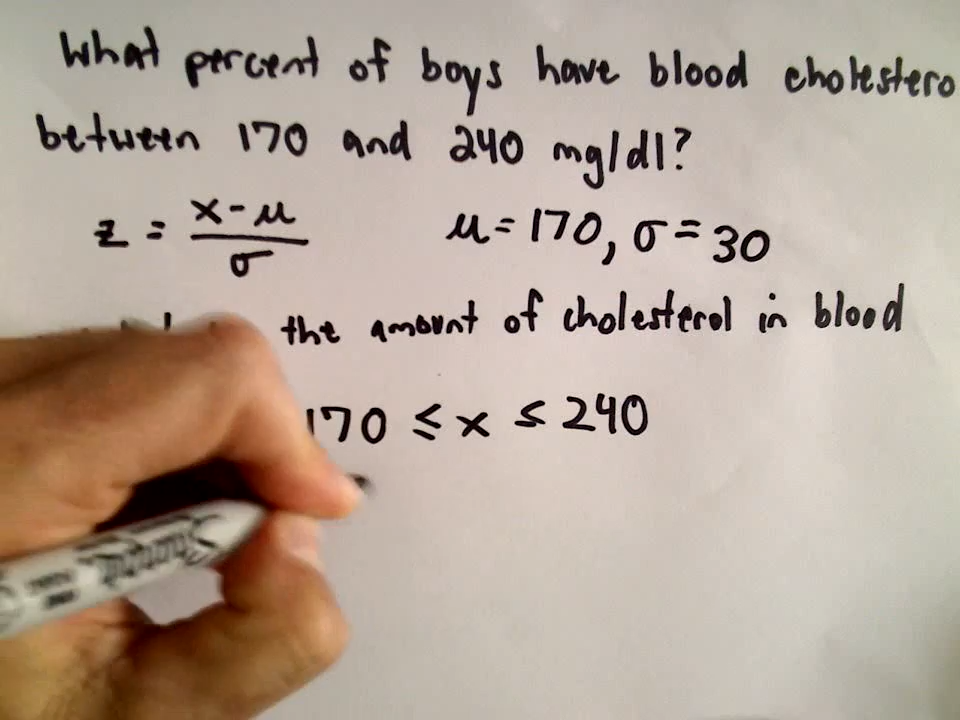 What percent of boys have blood cholestero
between 170 and 240 mg/dl?
z = x-μ/σ μ = 170, σ = 30
the amount of cholesterol in blood
170 ≤ x ≤ 240